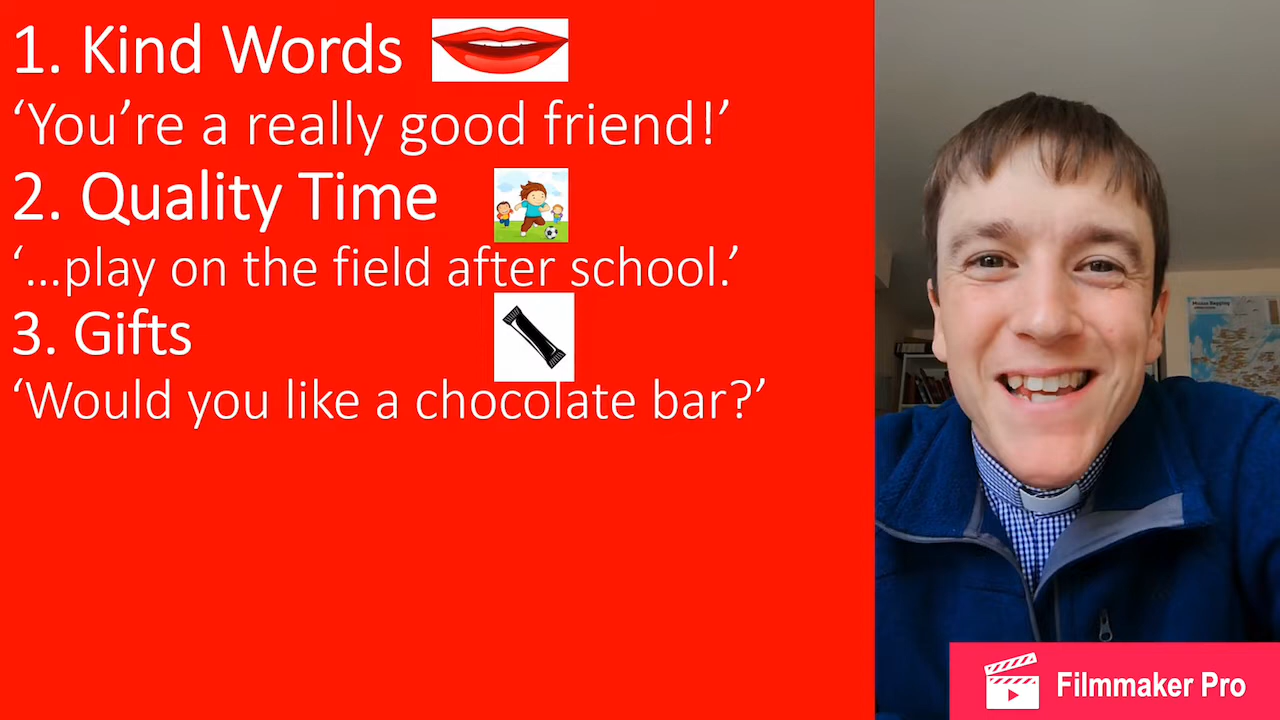 1. Kind Words
‘You’re a really good friend!’
2. Quality Time
‘…play on the field after school.’
3. Gifts
‘Would you like a chocolate bar?’
Filmmaker Pro